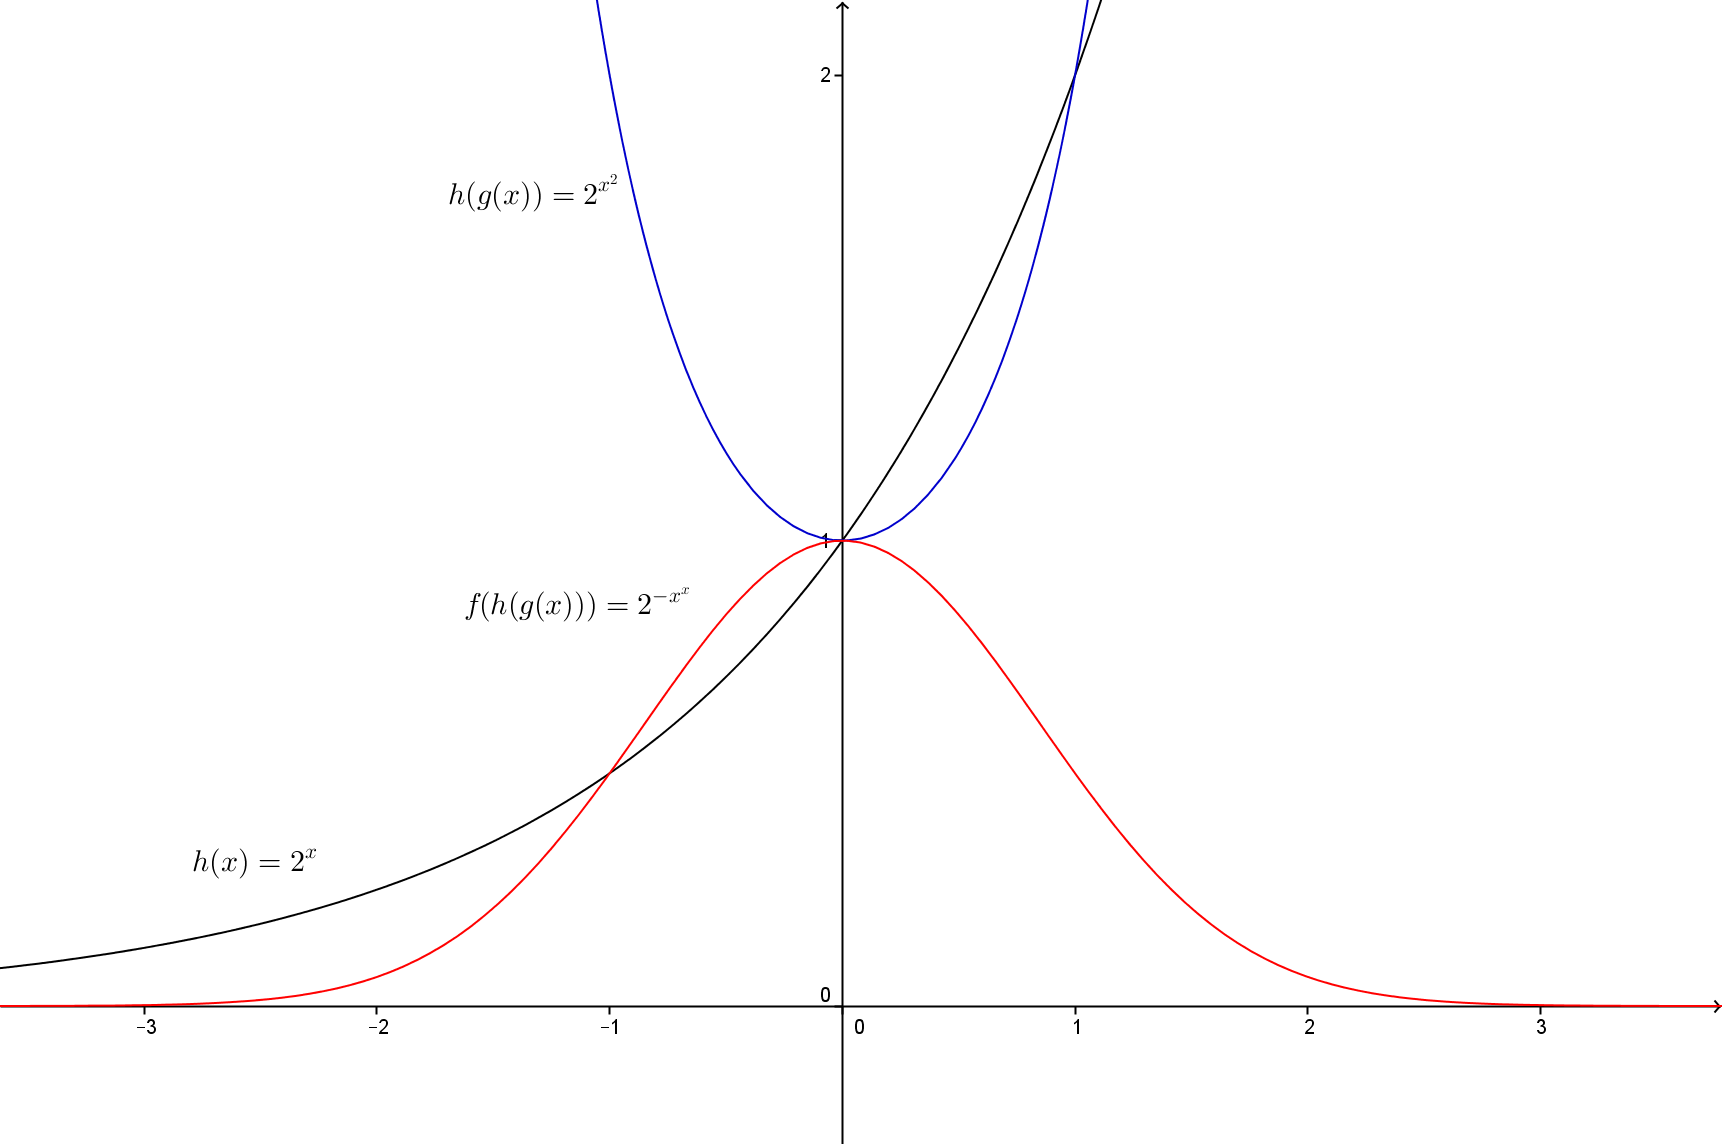 2
h(g(x)) = 2^{x^2}
1
f(h(g(x))) = 2^{-x^x}
h(x) = 2^x
0
−3 −2 −1 0 1 2 3